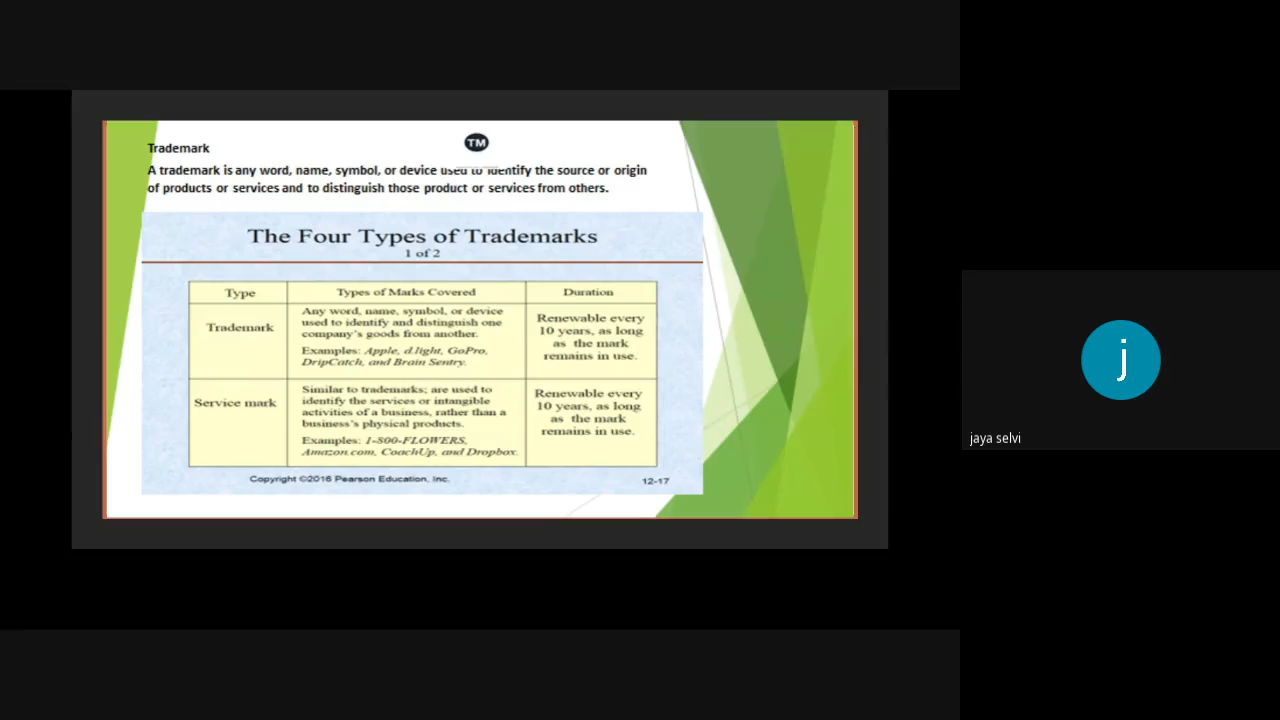 TM
Trademark
A trademark is any word, name, symbol, or device used to identify the source or origin
of products or services and to distinguish those product or services from others.
The Four Types of Trademarks
1 of 2
Type
Types of Marks Covered
Duration
Trademark
Any word, name, symbol, or device
used to identify and distinguish one
company's goods from another.
Examples: Apple, d.light, GoPro,
DripCatch, and Brain Sentry.
Renewable every
10 years, as long
as the mark
remains in use.
Service mark
Similar to trademarks; are used to
identify the services or intangible
activities of a business, rather than a
business's physical products.
Examples: 1-800-FLOWERS,
Amazon.com, CoachUp, and Dropbox.
Renewable every
10 years, as long
as the mark
remains in use.
Copyright ©2016 Pearson Education, Inc.
12-17
j
jaya selvi